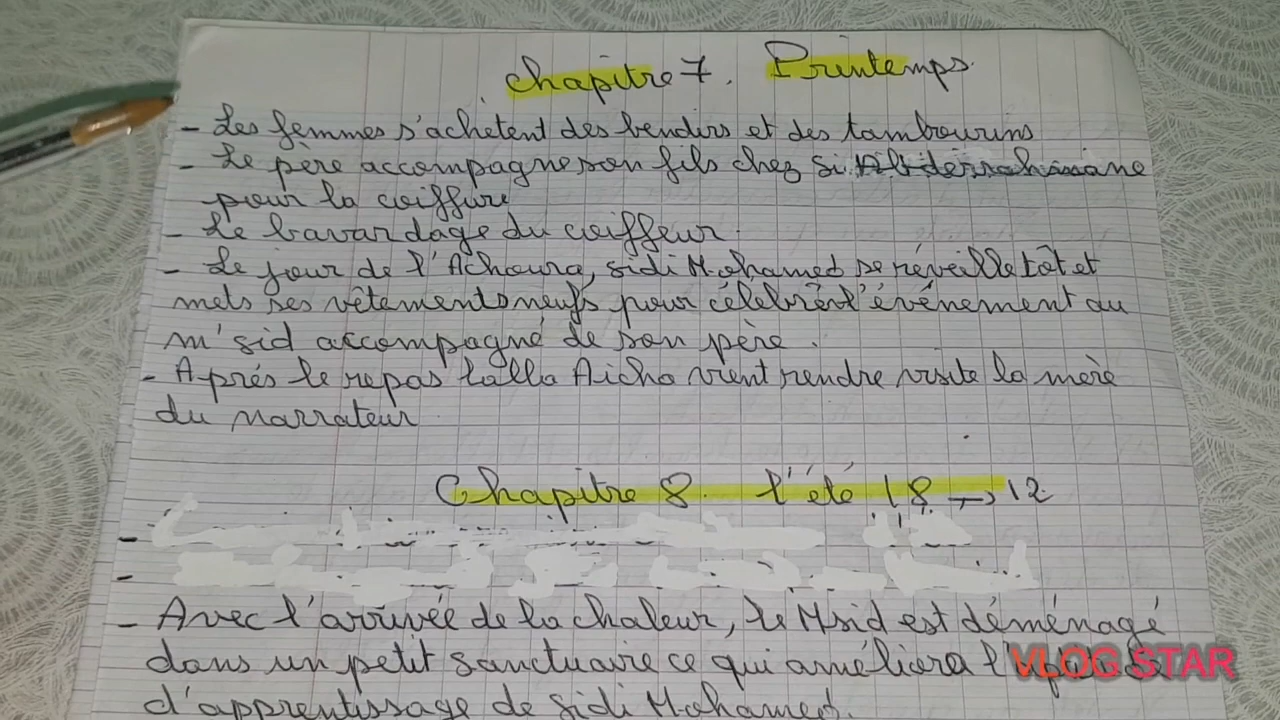 Chapitre 7. Printemps.
- Les femmes s'achètent des bendirs et des tambourins
- Le père accompagne son fils chez si Abderrahmane
pour la coiffure
- Le bavardage du coiffeur.
- Le jour de l'Achoura, sidi Mohamed se réveille tôt et
mets ses vêtements neufs pour célébrer l'événement au
m'sid accompagné de son père.
- Après le repas lalla Aicha vient rendre visite la mère
du narrateur
Chapitre 8. l'été 8 → 12
-
-
- Avec l'arrivée de la chaleur, le Msid est déménagé
dans un petit sanctuaire ce qui améliora
VLOG STAR
d'apprentissage de sidi Mohamed.